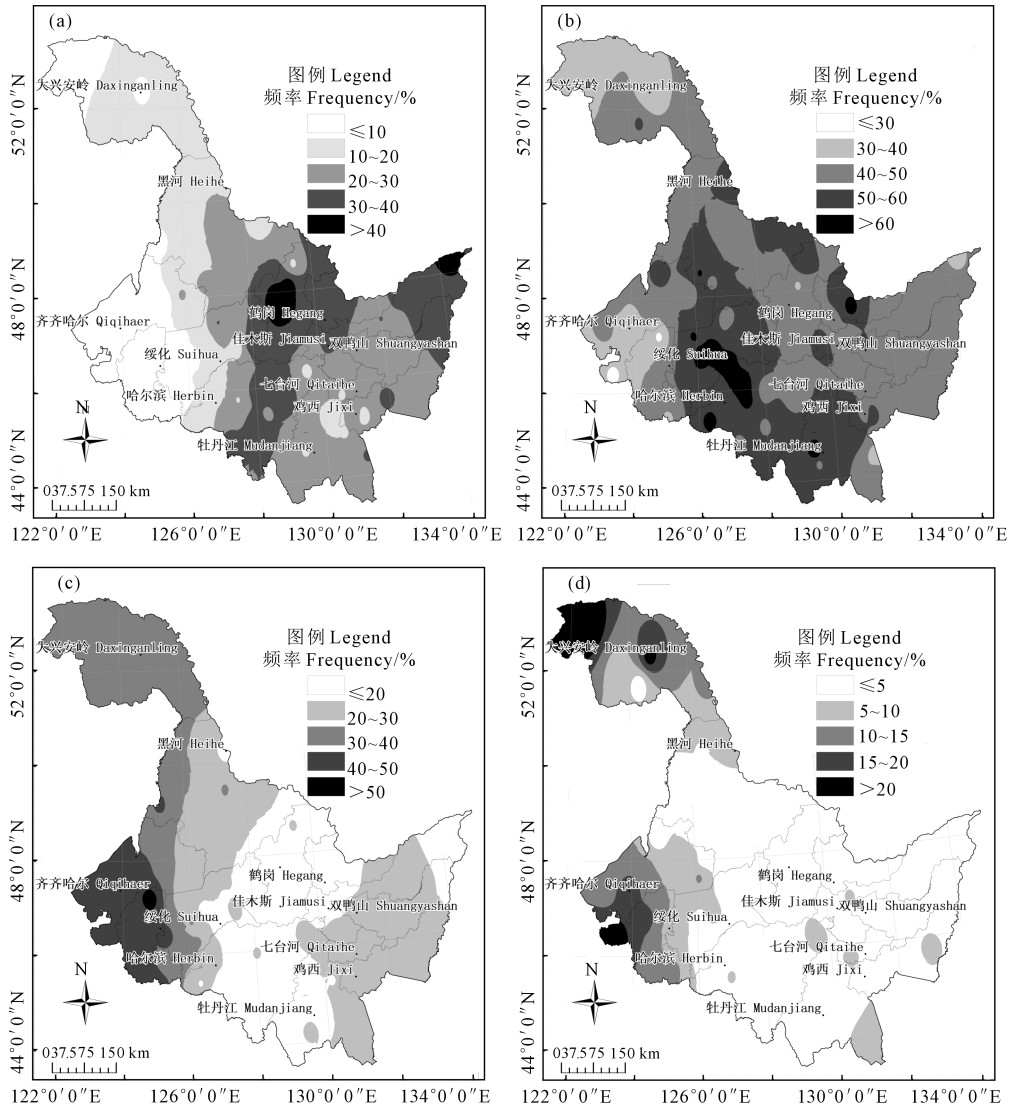 (a)
图例 Legend
频率 Frequency/%
≤10
10~20
20~30
30~40
>40
大兴安岭 Daxinganling
黑河 Heihe
鹤岗 Hegang
齐齐哈尔 Qiqihaer
佳木斯 Jiamusi
双鸭山 Shuangyashan
绥化 Suihua
七台河 Qitaihe
哈尔滨 Herbin
鸡西 Jixi
牡丹江 Mudanjiang
N
037.575 150 km
52°0′0″N
48°0′0″N
44°0′0″N
122°0′0″E 126°0′0″E 130°0′0″E 134°0′0″E
(b)
图例 Legend
频率 Frequency/%
≤30
30~40
40~50
50~60
>60
大兴安岭 Daxinganling
黑河 Heihe
鹤岗 Hegang
齐齐哈尔 Qiqihaer
佳木斯 Jiamusi
双鸭山 Shuangyashan
绥化 Suihua
七台河 Qitaihe
哈尔滨 Herbin
鸡西 Jixi
牡丹江 Mudanjiang
N
037.575 150 km
52°0′0″N
48°0′0″N
44°0′0″N
122°0′0″E 126°0′0″E 130°0′0″E 134°0′0″E
(c)
图例 Legend
频率 Frequency/%
≤20
20~30
30~40
40~50
>50
大兴安岭 Daxinganling
黑河 Heihe
鹤岗 Hegang
齐齐哈尔 Qiqihaer
佳木斯 Jiamusi
双鸭山 Shuangyashan
绥化 Suihua
七台河 Qitaihe
哈尔滨 Herbin
鸡西 Jixi
牡丹江 Mudanjiang
N
037.575 150 km
52°0′0″N
48°0′0″N
44°0′0″N
122°0′0″E 126°0′0″E 130°0′0″E 134°0′0″E
(d)
图例 Legend
频率 Frequency/%
≤5
5~10
10~15
15~20
>20
大兴安岭 Daxinganling
黑河 Heihe
鹤岗 Hegang
齐齐哈尔 Qiqihaer
佳木斯 Jiamusi
双鸭山 Shuangyashan
绥化 Suihua
七台河 Qitaihe
哈尔滨 Herbin
鸡西 Jixi
牡丹江 Mudanjiang
N
037.575 150 km
52°0′0″N
48°0′0″N
44°0′0″N
122°0′0″E 126°0′0″E 130°0′0″E 134°0′0″E